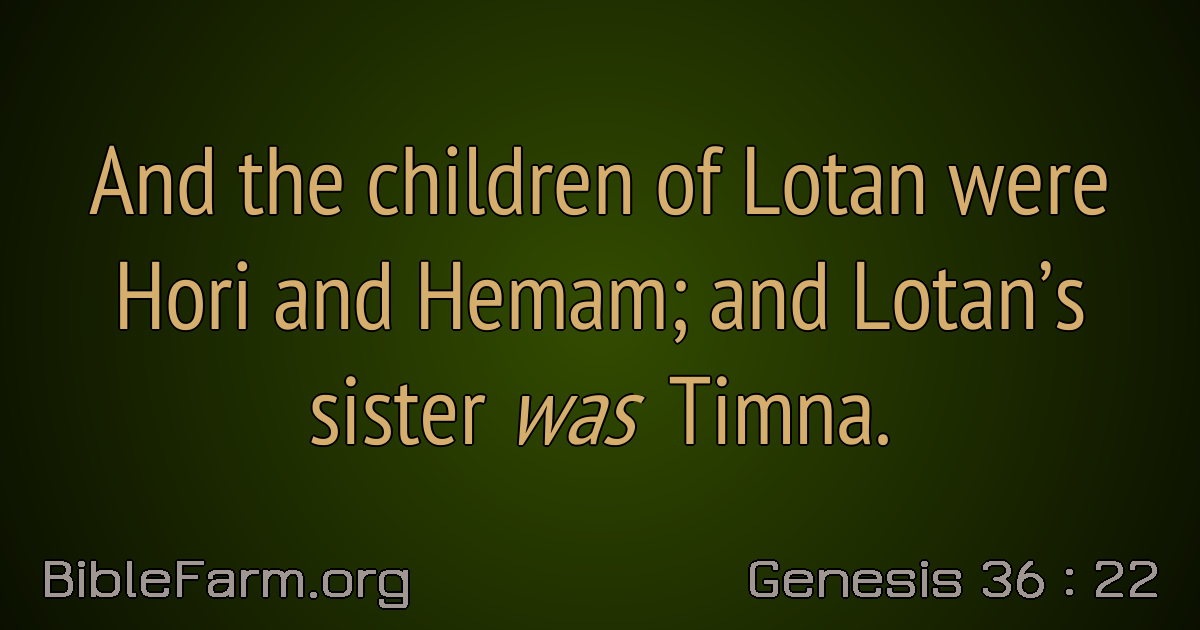 And the children of Lotan were
Hori and Hemam; and Lotan’s
sister was Timna.
BibleFarm.org
Genesis 36 : 22